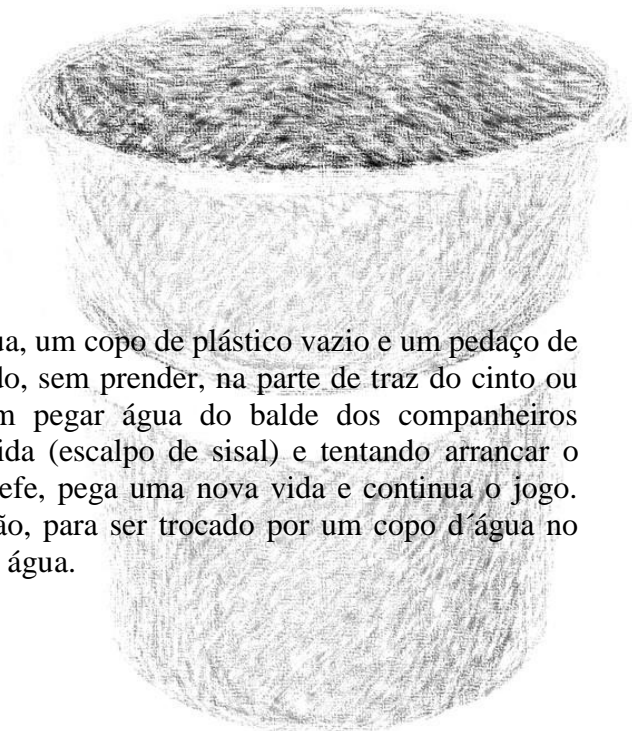 ua, um copo de plástico vazio e um pedaço de
do, sem prender, na parte de traz do cinto ou
m pegar água do balde dos companheiros
ida (escalpo de sisal) e tentando arrancar o
efe, pega uma nova vida e continua o jogo.
ão, para ser trocado por um copo d´água no
água.